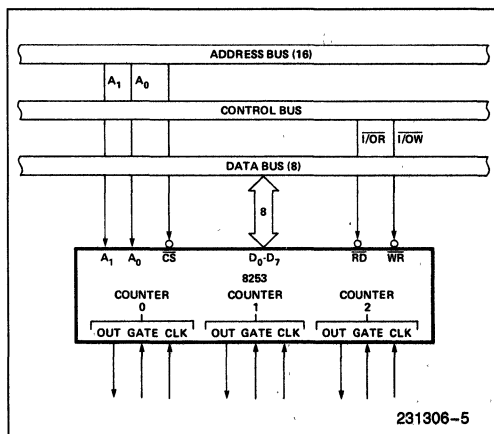 ADDRESS BUS (16)
A1 A0
CONTROL BUS
I/OR I/OW
DATA BUS (8)
8
A1 A0 CS D0-D7 RD WR
8253
COUNTER 0 COUNTER 1 COUNTER 2
OUT GATE CLK OUT GATE CLK OUT GATE CLK
231306-5